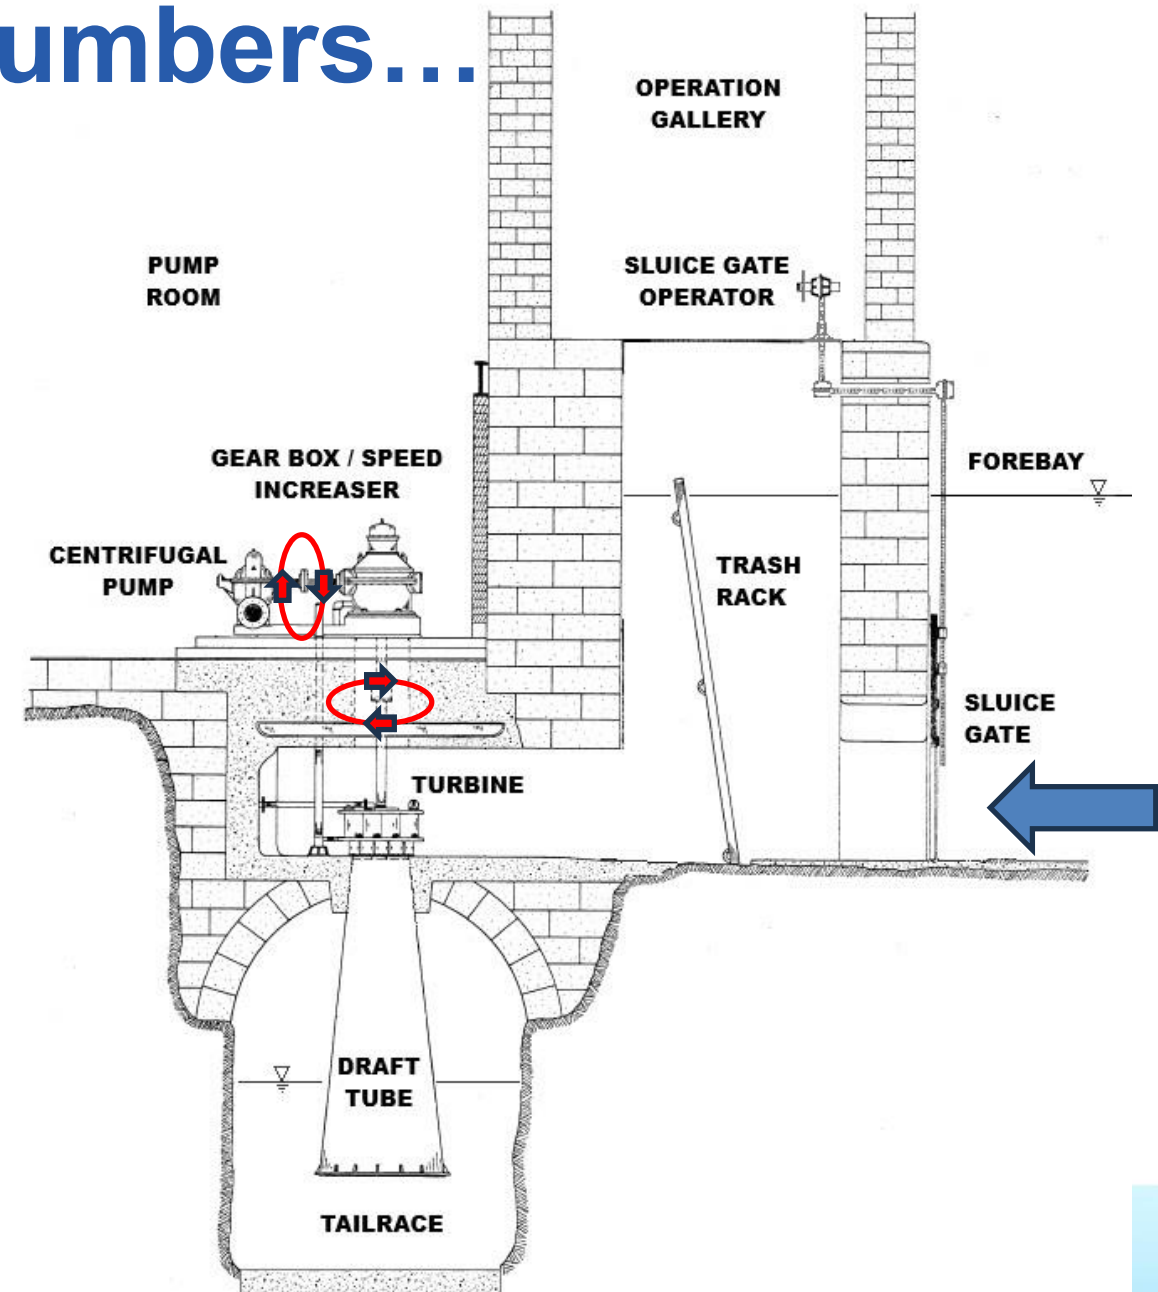 umbers…
OPERATION
GALLERY
PUMP
ROOM
SLUICE GATE
OPERATOR
GEAR BOX / SPEED
INCREASER
FOREBAY
CENTRIFUGAL
PUMP
TRASH
RACK
SLUICE
GATE
TURBINE
DRAFT
TUBE
TAILRACE